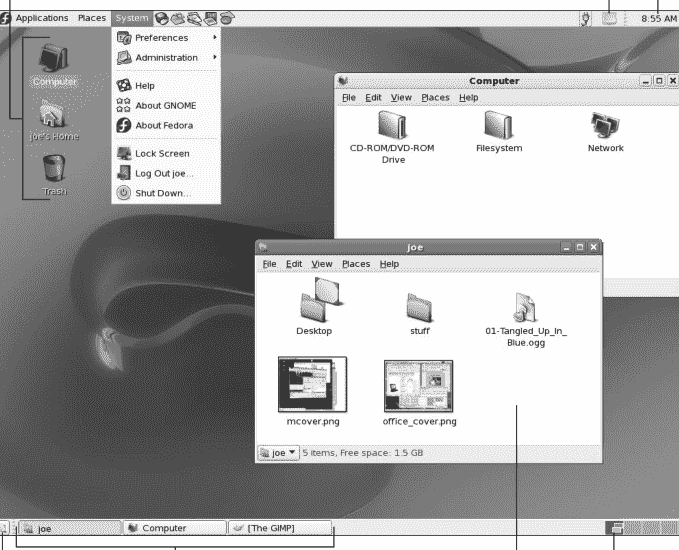 Applications Places System 8:55 AM
Preferences
Administration
Help
About GNOME
About Fedora
Lock Screen
Log Out joe...
Shut Down...
Computer
joe's Home
Trash
Computer
File Edit View Places Help
CD-ROM/DVD-ROM Drive
Filesystem
Network
joe
File Edit View Places Help
Desktop
stuff
01-Tangled_Up_In_
Blue.ogg
mcover.png
office_cover.png
joe 5 items, Free space: 1.5 GB
joe Computer [The GIMP]